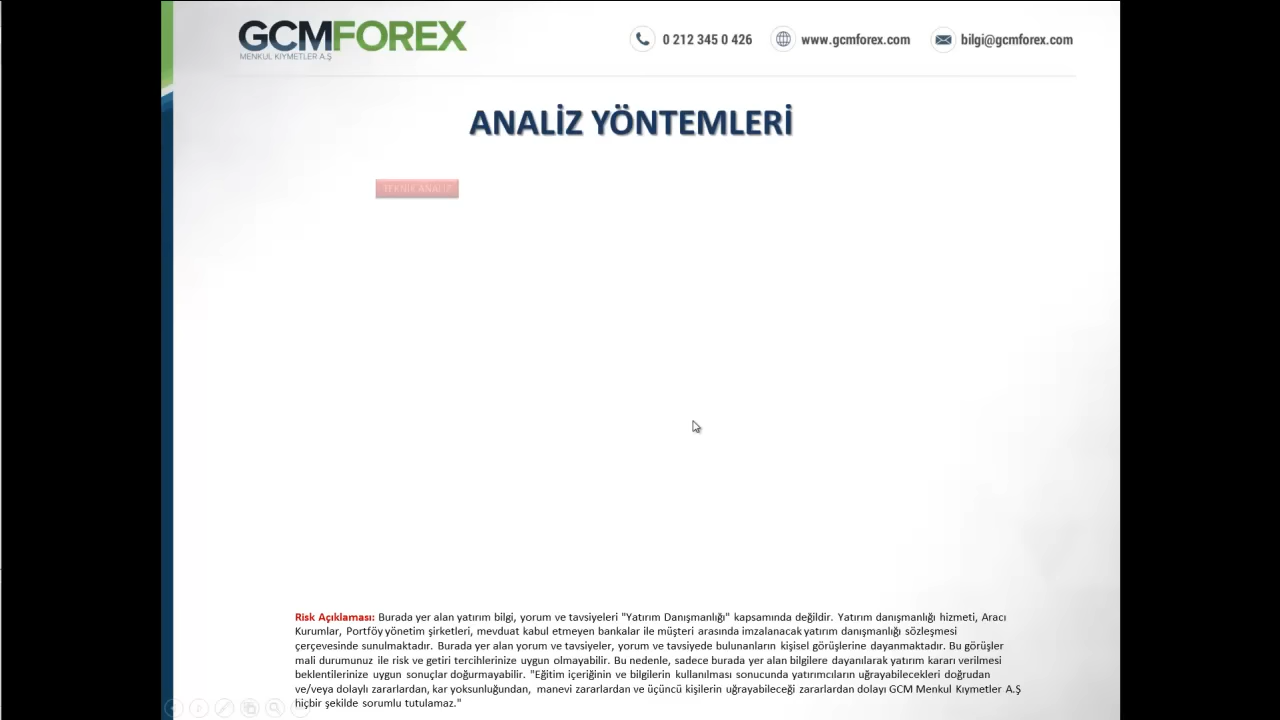 GCMFOREX
MENKUL KIYMETLER A.Ş
0 212 345 0 426
www.gcmforex.com
bilgi@gcmforex.com
ANALİZ YÖNTEMLERİ
TEKNİK ANALİZ
Risk Açıklaması: Burada yer alan yatırım bilgi, yorum ve tavsiyeleri "Yatırım Danışmanlığı" kapsamında değildir. Yatırım danışmanlığı hizmeti, Aracı
Kurumlar, Portföy yönetim şirketleri, mevduat kabul etmeyen bankalar ile müşteri arasında imzalanacak yatırım danışmanlığı sözleşmesi
çerçevesinde sunulmaktadır. Burada yer alan yorum ve tavsiyeler, yorum ve tavsiyede bulunanların kişisel görüşlerine dayanmaktadır. Bu görüşler
mali durumunuz ile risk ve getiri tercihlerinize uygun olmayabilir. Bu nedenle, sadece burada yer alan bilgilere dayanılarak yatırım kararı verilmesi
beklentilerinize uygun sonuçlar doğurmayabilir. "Eğitim içeriğinin ve bilgilerin kullanılması sonucunda yatırımcıların uğrayabilecekleri doğrudan
ve/veya dolaylı zararlardan, kar yoksunluğundan, manevi zararlardan ve üçüncü kişilerin uğrayabileceği zararlardan dolayı GCM Menkul Kıymetler A.Ş
hiçbir şekilde sorumlu tutulamaz."